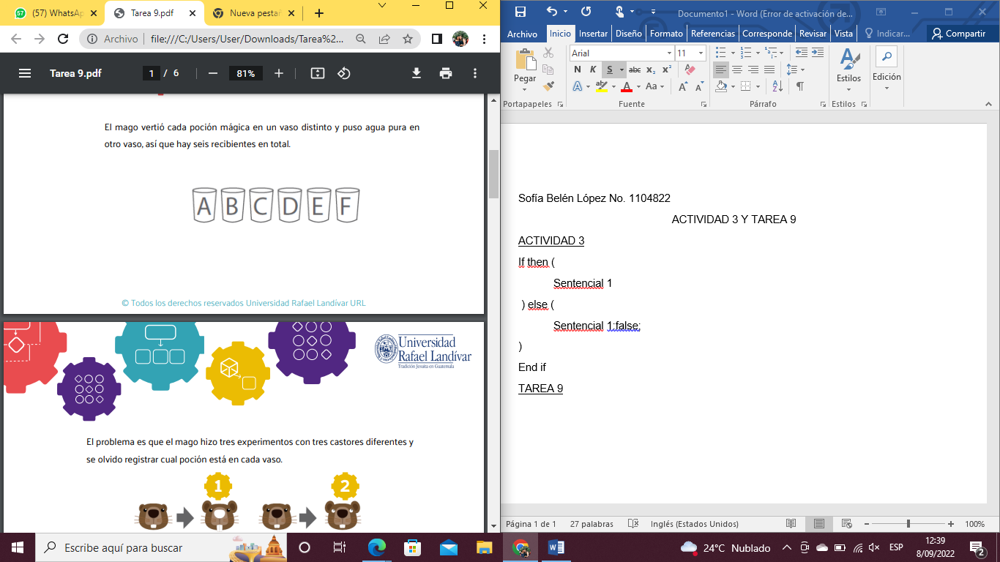 (57) WhatsAp
Tarea 9.pdf
Nueva pestañ
Archivo
file:///C:/Users/User/Downloads/Tarea%2...
Tarea 9.pdf
1 / 6
81%
El mago vertió cada poción mágica en un vaso distinto y puso agua pura en
otro vaso, así que hay seis recibientes en total.
A B C D E F
© Todos los derechos reservados Universidad Rafael Landívar URL
Universidad
Rafael Landívar
Tradición Jesuita en Guatemala
El problema es que el mago hizo tres experimentos con tres castores diferentes y
se olvido registrar cual poción está en cada vaso.
1
2
Documento1 - Word (Error de activación de...
Archivo
Inicio
Insertar
Diseño
Formato
Referencias
Corresponde
Revisar
Vista
Indicar...
Compartir
Pegar
Arial
11
N K S abc x₂ x²
A ab A Aa A A
Estilos
Edición
Portapapeles
Fuente
Párrafo
Estilos
Sofía Belén López No. 1104822
ACTIVIDAD 3 Y TAREA 9
ACTIVIDAD 3
If then (
Sentencial 1
) else (
Sentencial 1:false;
)
End if
TAREA 9
Página 1 de 1
27 palabras
Inglés (Estados Unidos)
100%
Escribe aquí para buscar
24°C Nublado
ESP
12:39
8/09/2022
2